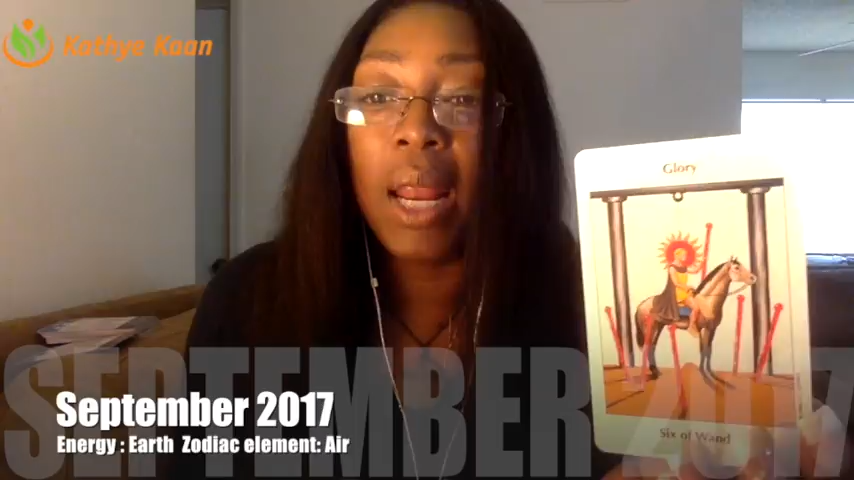 Kathye Kaan
Glory
Six of Wand
SEPTEMBER 2017
September 2017
Energy : Earth Zodiac element: Air